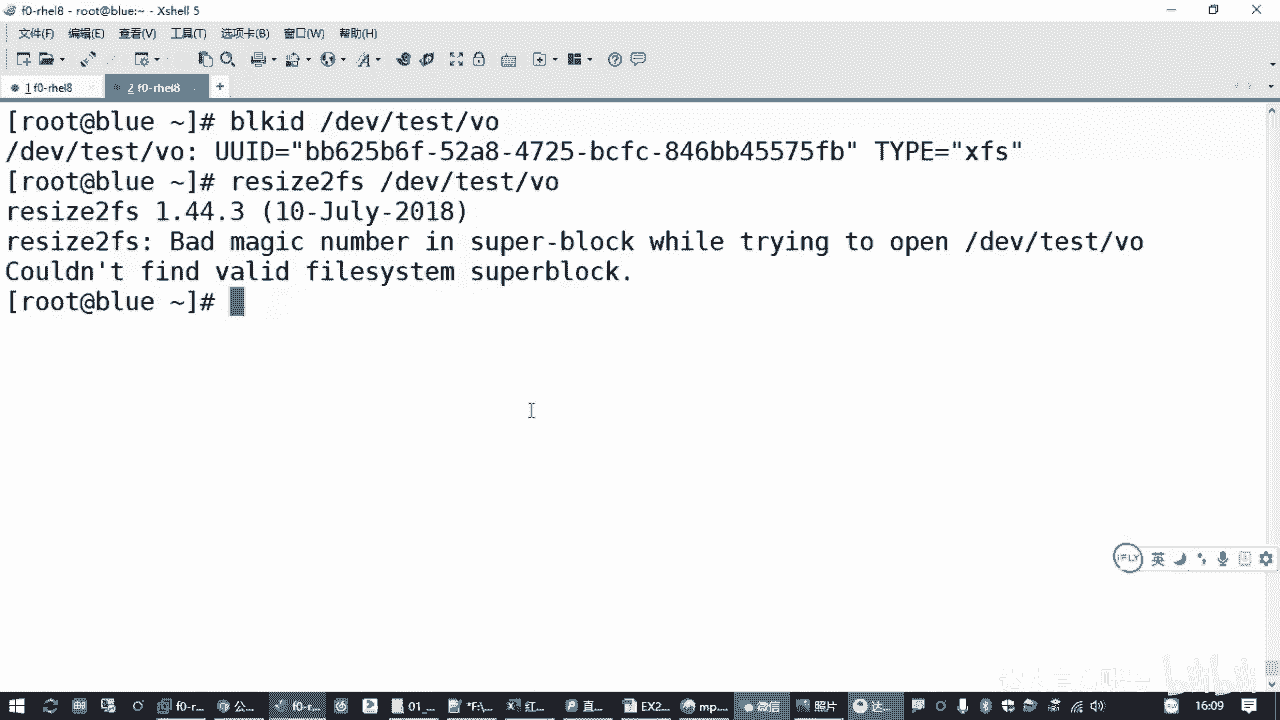 f0-rhel8 - root@blue:~ - Xshell 5
文件(F) 编辑(E) 查看(V) 工具(T) 选项卡(B) 窗口(W) 帮助(H)
1 f0-rhel8 2 f0-rhel8 +
[root@blue ~]# blkid /dev/test/vo
/dev/test/vo: UUID="bb625b6f-52a8-4725-bcfc-846bb45575fb" TYPE="xfs"
[root@blue ~]# resize2fs /dev/test/vo
resize2fs 1.44.3 (10-July-2018)
resize2fs: Bad magic number in super-block while trying to open /dev/test/vo
Couldn't find valid filesystem superblock.
[root@blue ~]#
iFLY 英
f0-r... 公... f0-r... 01_... *F:\... 红... 直... EX2... mp... 微信 照片 达... 16:09